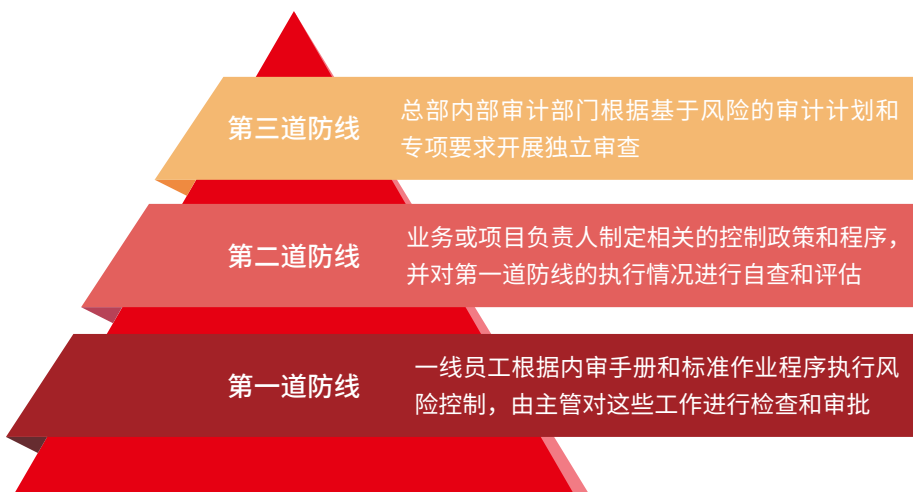 第三道防线
总部内部审计部门根据基于风险的审计计划和
专项要求开展独立审查
第二道防线
业务或项目负责人制定相关的控制政策和程序，
并对第一道防线的执行情况进行自查和评估
第一道防线
一线员工根据内审手册和标准作业程序执行风
险控制，由主管对这些工作进行检查和审批